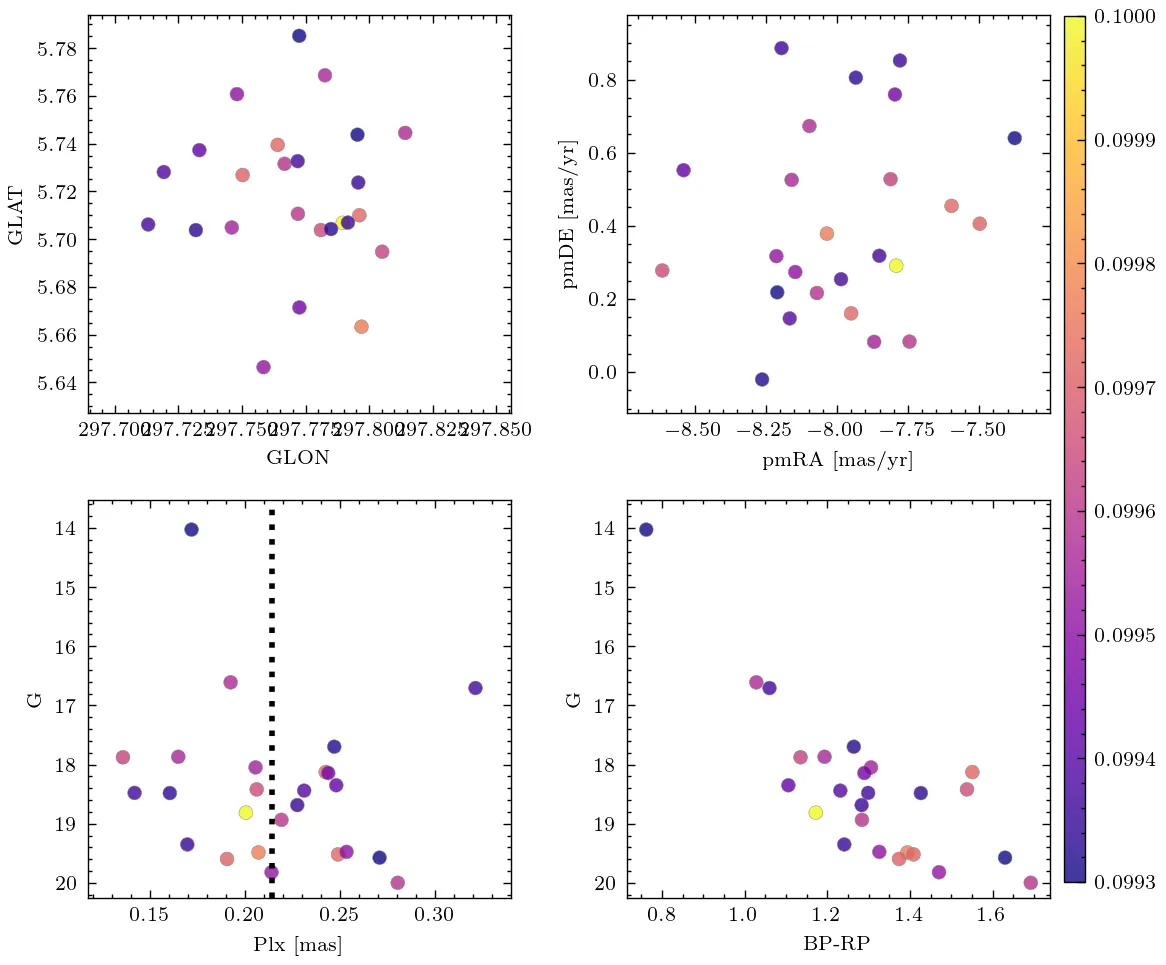 5.78
5.76
5.74
5.72
5.70
5.68
5.66
5.64
GLAT
297.700 297.725 297.750 297.775 297.800 297.825 297.850
GLON
0.8
0.6
0.4
0.2
0.0
pmDE [mas/yr]
−8.50 −8.25 −8.00 −7.75 −7.50
pmRA [mas/yr]
14
15
16
17
18
19
20
G
0.15 0.20 0.25 0.30
Plx [mas]
14
15
16
17
18
19
20
G
0.8 1.0 1.2 1.4 1.6
BP-RP
0.1000
0.0999
0.0998
0.0997
0.0996
0.0995
0.0994
0.0993